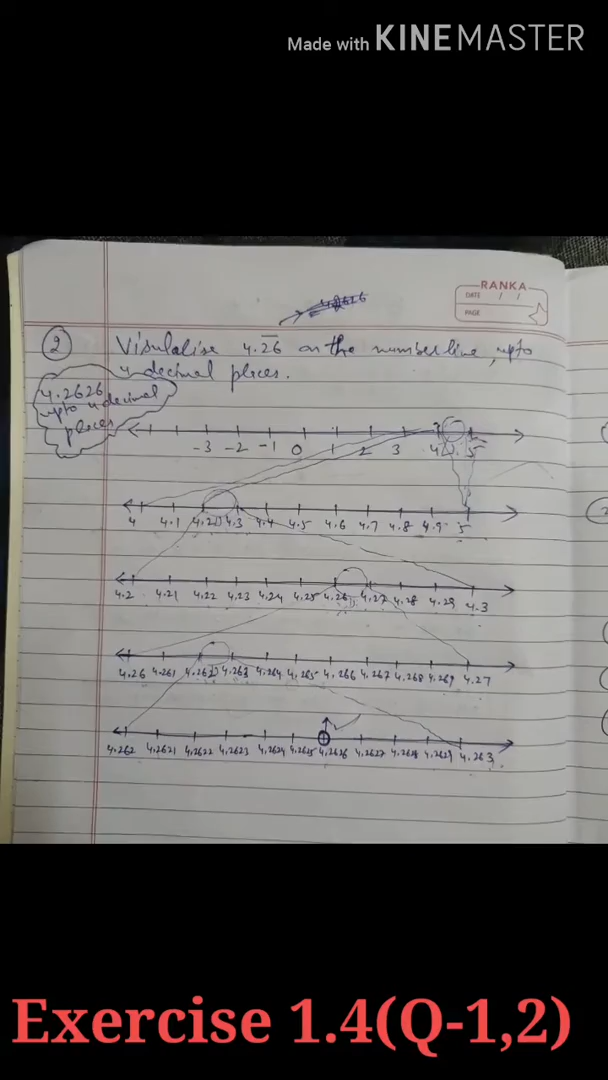 Made with KINEMASTER
RANKA
DATE / /
PAGE
② Visulalise 4.2̅6̅ on the number line, upto
4 decimal places.
4.2626
upto 4 decimal
places
-3 -2 -1 0 1 2 3 4 5
4 4.1 4.2 4.3 4.4 4.5 4.6 4.7 4.8 4.9 5
4.2 4.21 4.22 4.23 4.24 4.25 4.26 4.27 4.28 4.29 4.3
4.26 4.261 4.262 4.263 4.264 4.265 4.266 4.267 4.268 4.269 4.27
4.262 4.2621 4.2622 4.2623 4.2624 4.2625 4.2626 4.2627 4.2628 4.2629 4.263
Exercise 1.4(Q-1,2)